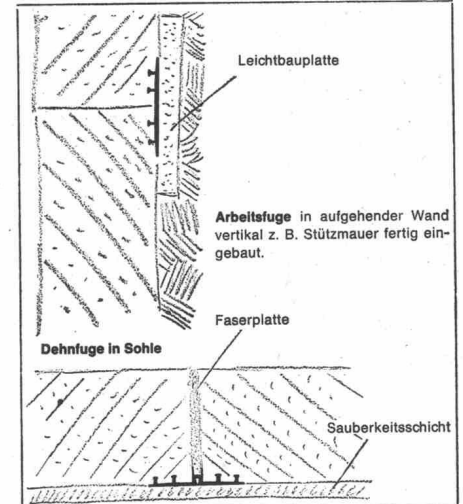 Leichtbauplatte
Arbeitsfuge in aufgehender Wand
vertikal z. B. Stützmauer fertig ein-
gebaut.
Faserplatte
Dehnfuge in Sohle
Sauberkeitsschicht